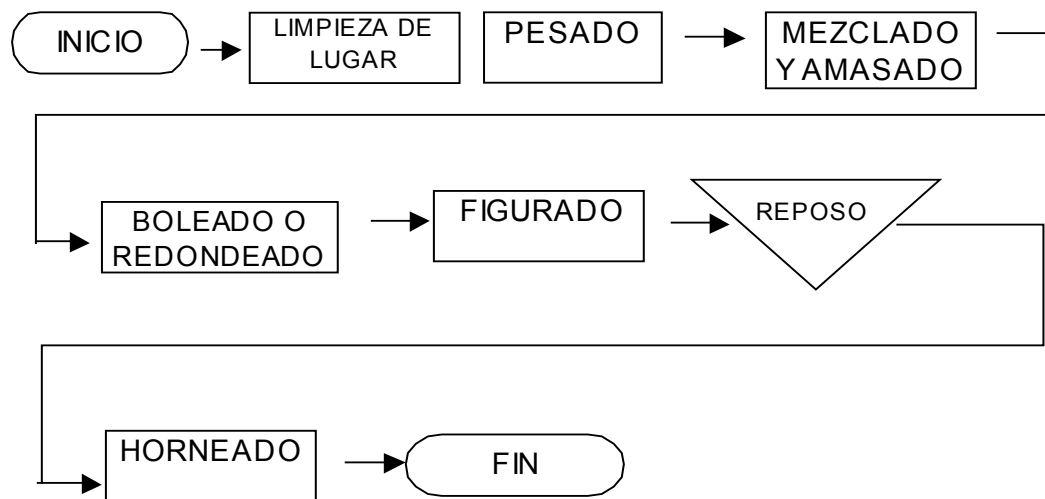 INICIO
LIMPIEZA DE
LUGAR
PESADO
MEZCLADO
Y AMASADO
BOLEADO O
REDONDEADO
FIGURADO
REPOSO
HORNEADO
FIN